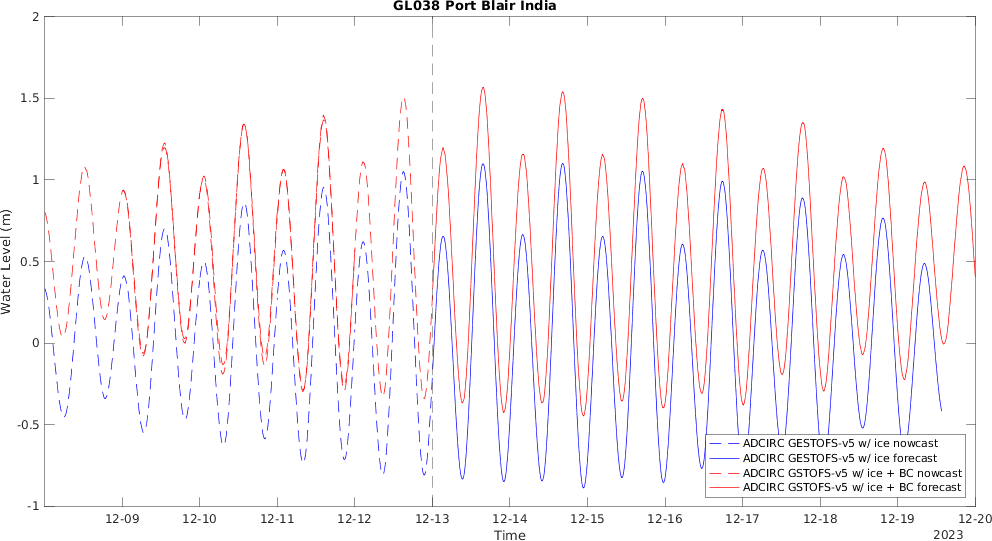 GL038 Port Blair India
2
1.5
1
0.5
0
-0.5
-1
Water Level (m)
ADCIRC GESTOFS-v5 w/ ice nowcast
ADCIRC GESTOFS-v5 w/ ice forecast
ADCIRC GSTOFS-v5 w/ ice + BC nowcast
ADCIRC GSTOFS-v5 w/ ice + BC forecast
12-09 12-10 12-11 12-12 12-13 12-14 12-15 12-16 12-17 12-18 12-19 12-20
Time
2023